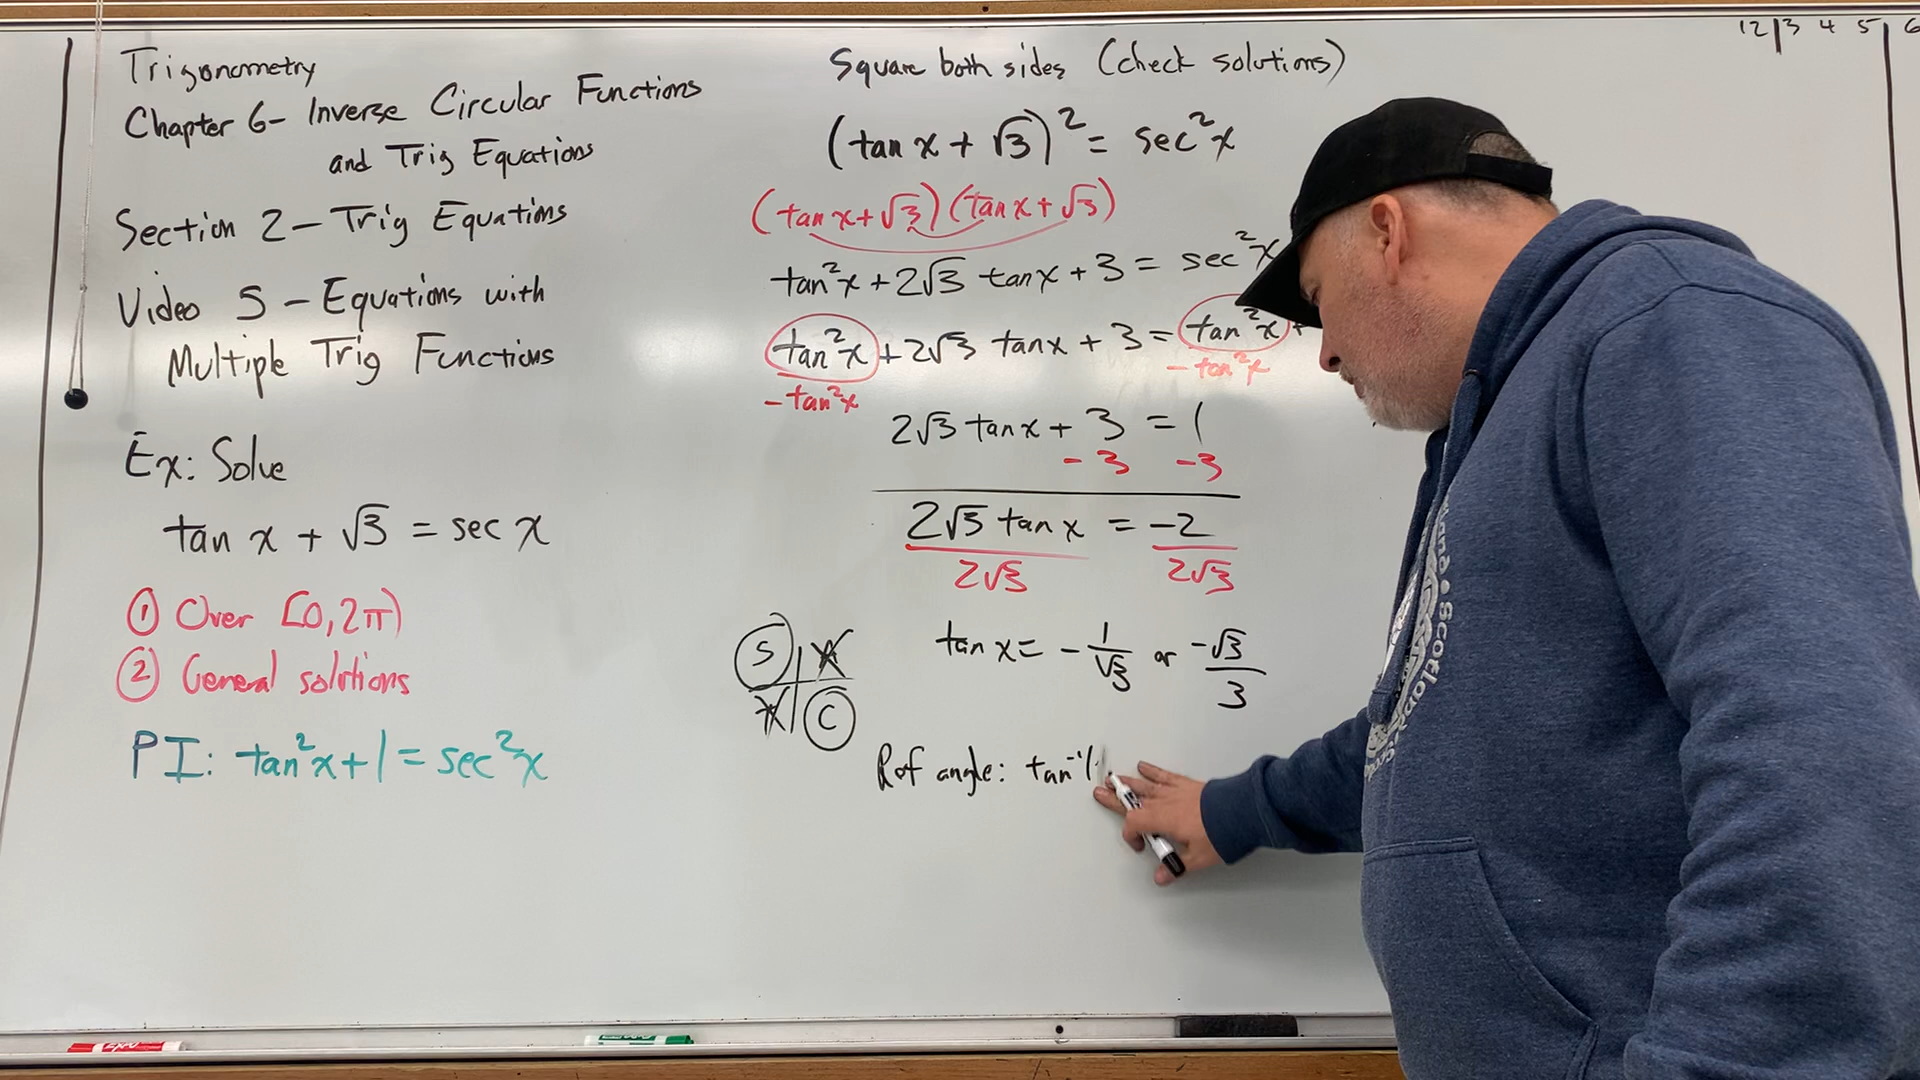 Trigonometry
Chapter 6- Inverse Circular Functions
and Trig Equations
Section 2 - Trig Equations
Video 5 - Equations with
Multiple Trig Functions
Ex: Solve
tan x + √3 = sec x
① Over [0, 2π)
② General solutions
PI: tan²x + 1 = sec²x
Square both sides (check solutions)
(tan x + √3)² = sec²x
(tan x + √3)(tan x + √3)
tan²x + 2√3 tan x + 3 = sec²x
tan²x + 2√3 tan x + 3 = tan²x +
- tan²x - tan²x
2√3 tan x + 3 = 1
- 3 - 3
2√3 tan x = -2
2√3 2√3
tan x = - 1/√3 or -√3/3
S A
T C
Ref angle: tan⁻¹(
12 3 4 5 6
EXPO